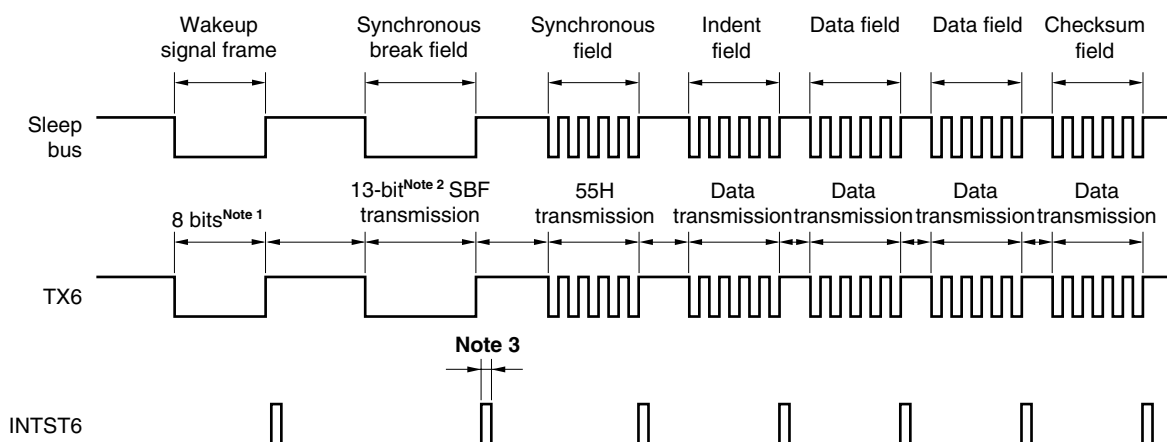 Wakeup signal frame
Synchronous break field
Synchronous field
Indent field
Data field
Data field
Checksum field
Sleep bus
8 bitsNote 1
13-bitNote 2 SBF transmission
55H transmission
Data transmission
Data transmission
Data transmission
Data transmission
TX6
Note 3
INTST6